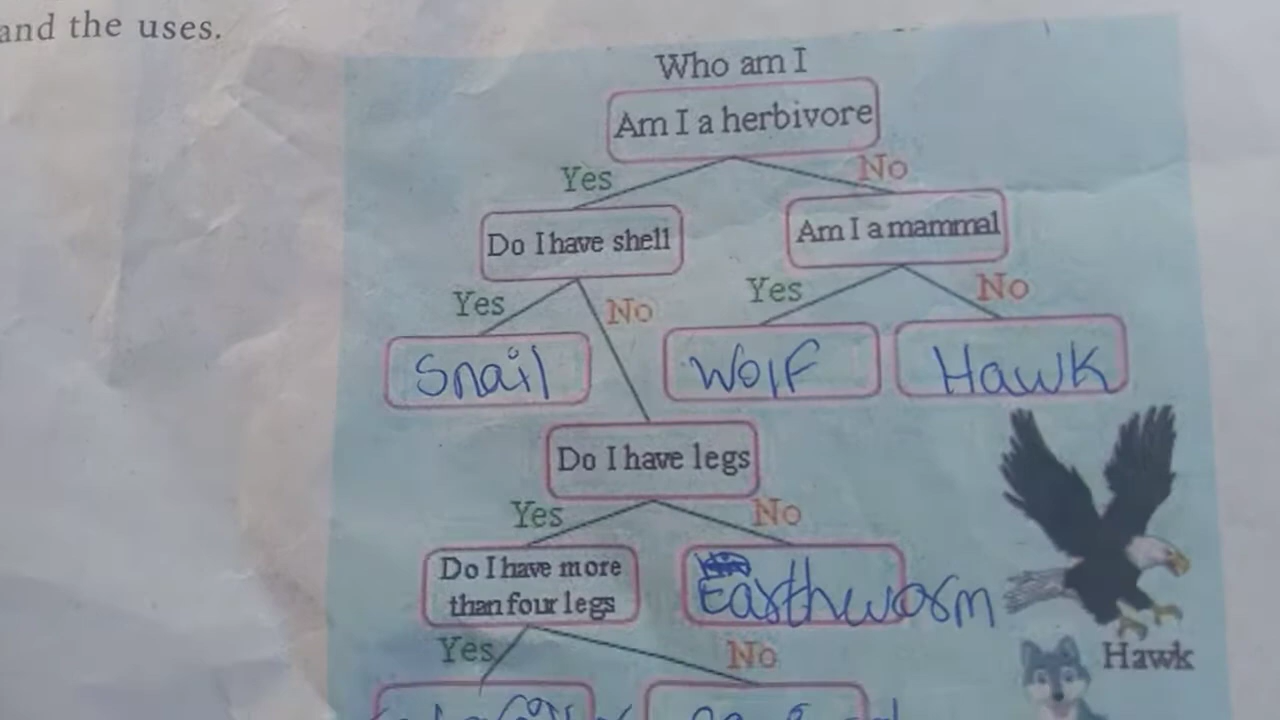 and the uses.
Who am I
Am I a herbivore
Yes
No
Do I have shell
Am I a mammal
Yes
No
Yes
No
Snail
Wolf
Hawk
Do I have legs
Yes
No
Do I have more
than four legs
Earthworm
Yes
No
Hawk